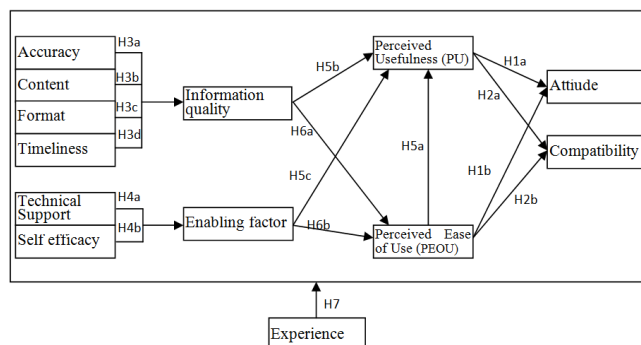 Accuracy
Content
Format
Timeliness
H3a
H3b
H3c
H3d
Technical
Support
Self efficacy
H4a
H4b
Information
quality
Enabling factor
H5b
H6a
H5c
H6b
Perceived
Usefulness (PU)
H5a
Perceived Ease
of Use (PEOU)
H1a
H2a
H1b
H2b
Attiude
Compatibility
H7
Experience